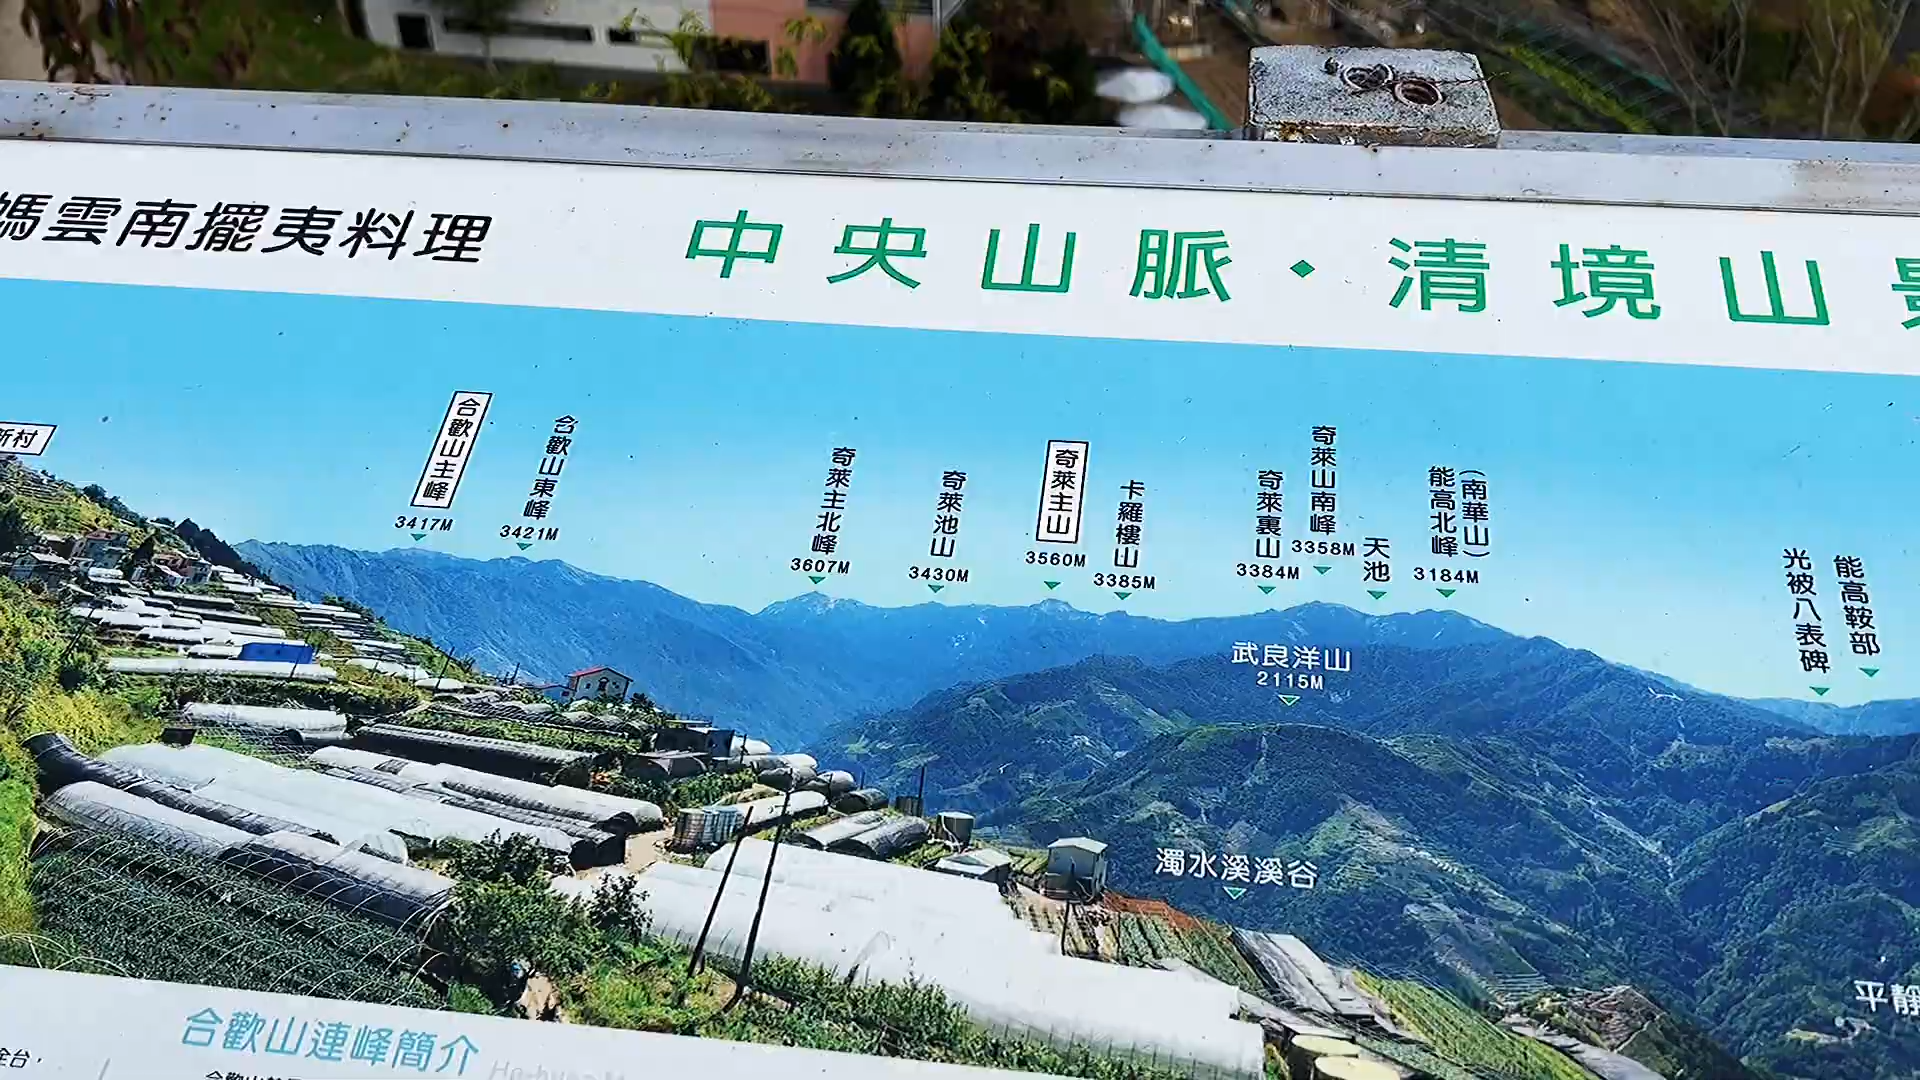 媽雲南擺夷料理
中央山脈・清境山
新村
合歡山主峰
3417M
合歡山東峰
3421M
奇萊主北峰
3607M
奇萊池山
3430M
奇萊主山
3560M
卡羅樓山
3385M
奇萊裏山
3384M
奇萊山南峰
3358M
天池
能高北峰
(南華山)
3184M
光被八表碑
能高鞍部
武良洋山
2115M
濁水溪溪谷
平靜
合歡山連峰簡介
全台，